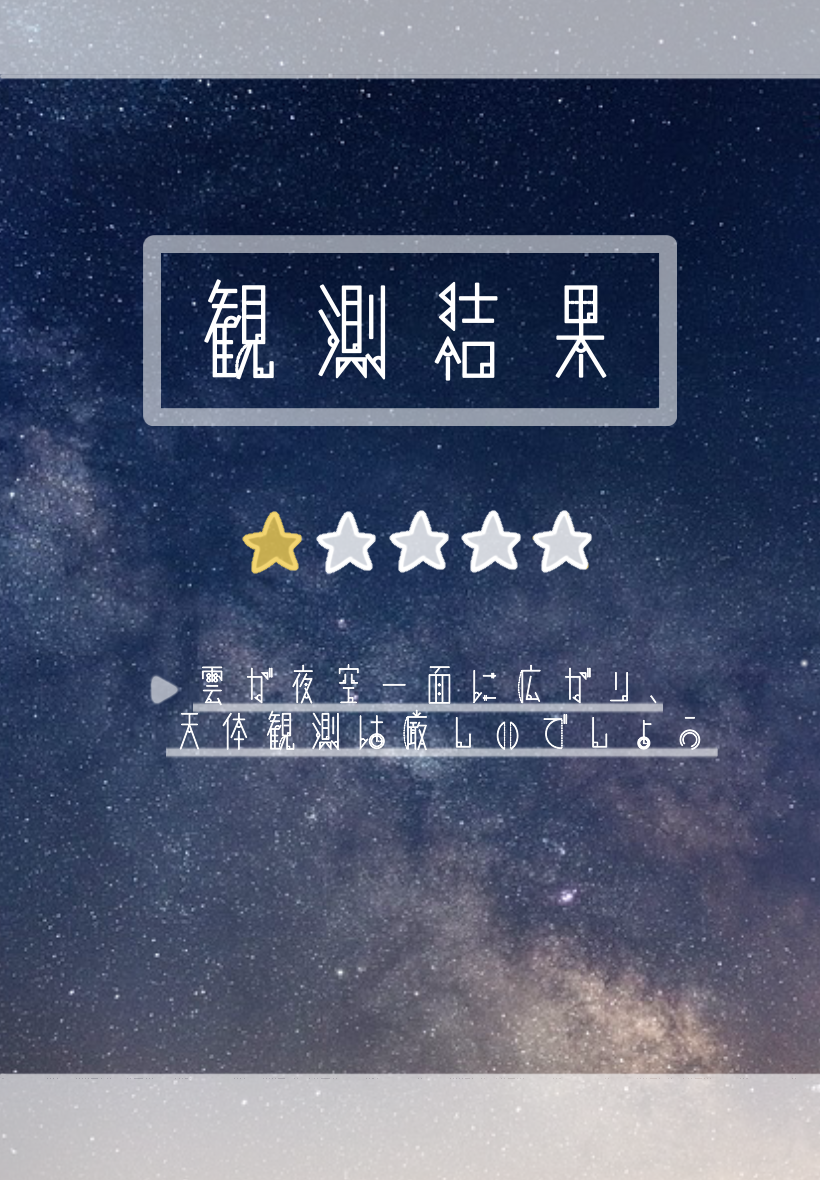 観測結果
雲が夜空一面に広がり、
天体観測は厳しいのでしょう